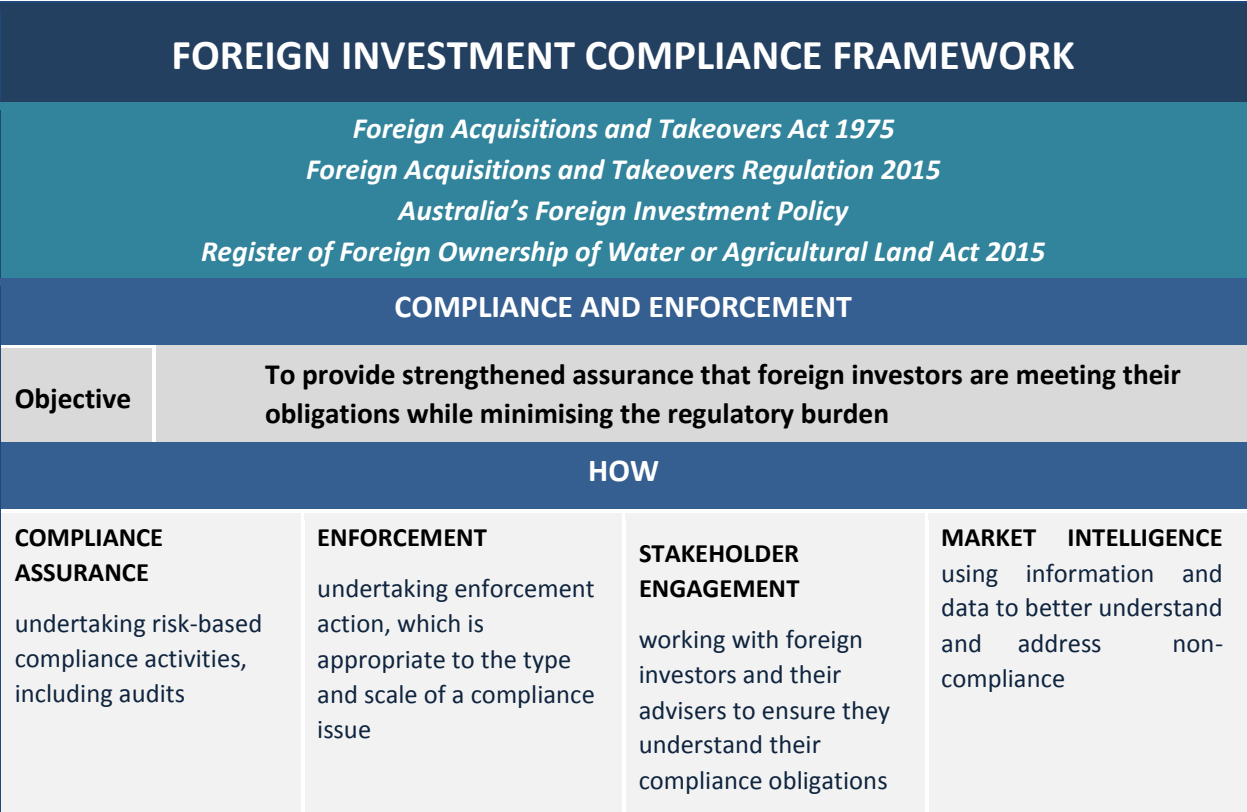 FOREIGN INVESTMENT COMPLIANCE FRAMEWORK
Foreign Acquisitions and Takeovers Act 1975
Foreign Acquisitions and Takeovers Regulation 2015
Australia’s Foreign Investment Policy
Register of Foreign Ownership of Water or Agricultural Land Act 2015
COMPLIANCE AND ENFORCEMENT
Objective
To provide strengthened assurance that foreign investors are meeting their
obligations while minimising the regulatory burden
HOW
COMPLIANCE
ASSURANCE
undertaking risk-based
compliance activities,
including audits
ENFORCEMENT
undertaking enforcement
action, which is
appropriate to the type
and scale of a compliance
issue
STAKEHOLDER
ENGAGEMENT
working with foreign
investors and their
advisers to ensure they
understand their
compliance obligations
MARKET INTELLIGENCE
using information and
data to better understand
and address non-
compliance